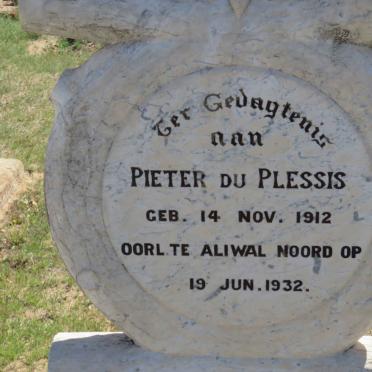 Ter Gedagtenis
aan
PIETER DU PLESSIS
GEB. 14 NOV. 1912
OORL. TE ALIWAL NOORD OP
19 JUN. 1932.